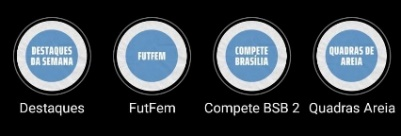 DESTAQUES
DA SEMANA
FUTFEM
COMPETE
BRASÍLIA
QUADRAS DE
AREIA
Destaques
FutFem
Compete BSB 2
Quadras Areia